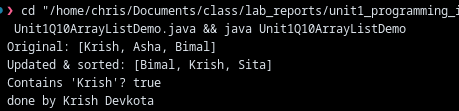 ❯ cd "/home/chris/Documents/class/lab_reports/unit1_programming_i
Unit1Q10ArrayListDemo.java && java Unit1Q10ArrayListDemo
Original: [Krish, Asha, Bimal]
Updated & sorted: [Bimal, Krish, Sita]
Contains 'Krish'? true
done by Krish Devkota